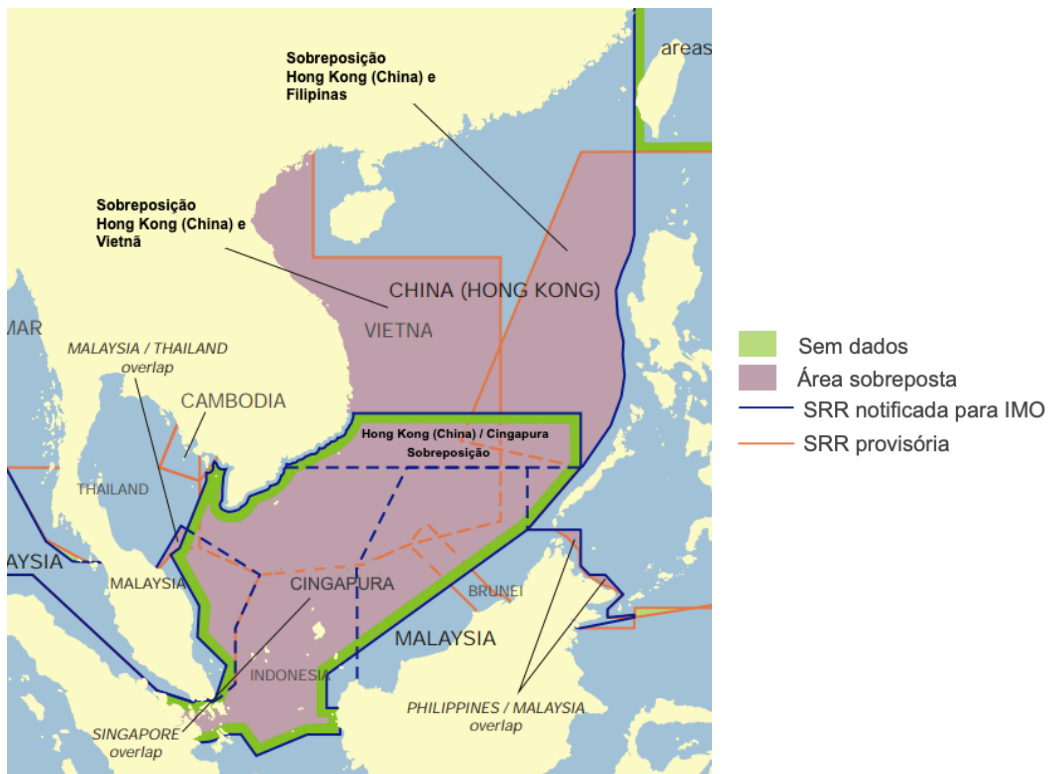 areas
Sobreposição
Hong Kong (China) e
Filipinas
Sobreposição
Hong Kong (China) e
Vietnã
CHINA (HONG KONG)
VIETNA
MAR
MALAYSIA / THAILAND
overlap
CAMBODIA
Hong Kong (China) / Cingapura
Sobreposição
THAILAND
AYSIA
MALAYSIA
CINGAPURA
BRUNEI
MALAYSIA
INDONESIA
PHILIPPINES / MALAYSIA
overlap
SINGAPORE
overlap
Sem dados
Área sobreposta
SRR notificada para IMO
SRR provisória